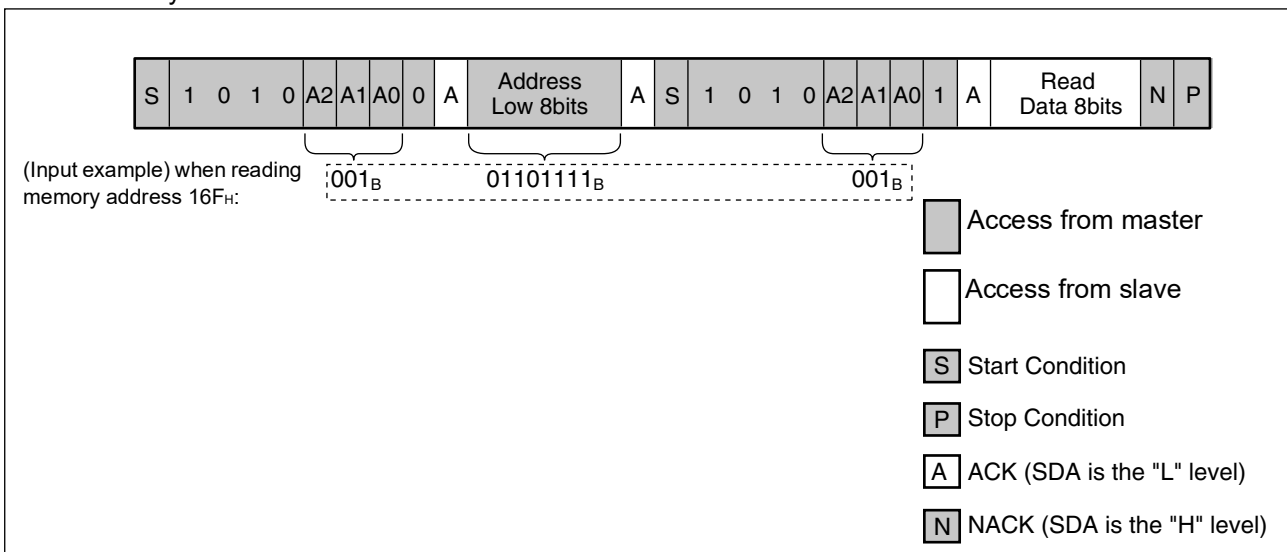 S 1 0 1 0 A2 A1 A0 0 A Address Low 8bits A S 1 0 1 0 A2 A1 A0 1 A Read Data 8bits N P
(Input example) when reading
memory address 16FH:
001B 01101111B 001B
Access from master
Access from slave
S Start Condition
P Stop Condition
A ACK (SDA is the "L" level)
N NACK (SDA is the "H" level)